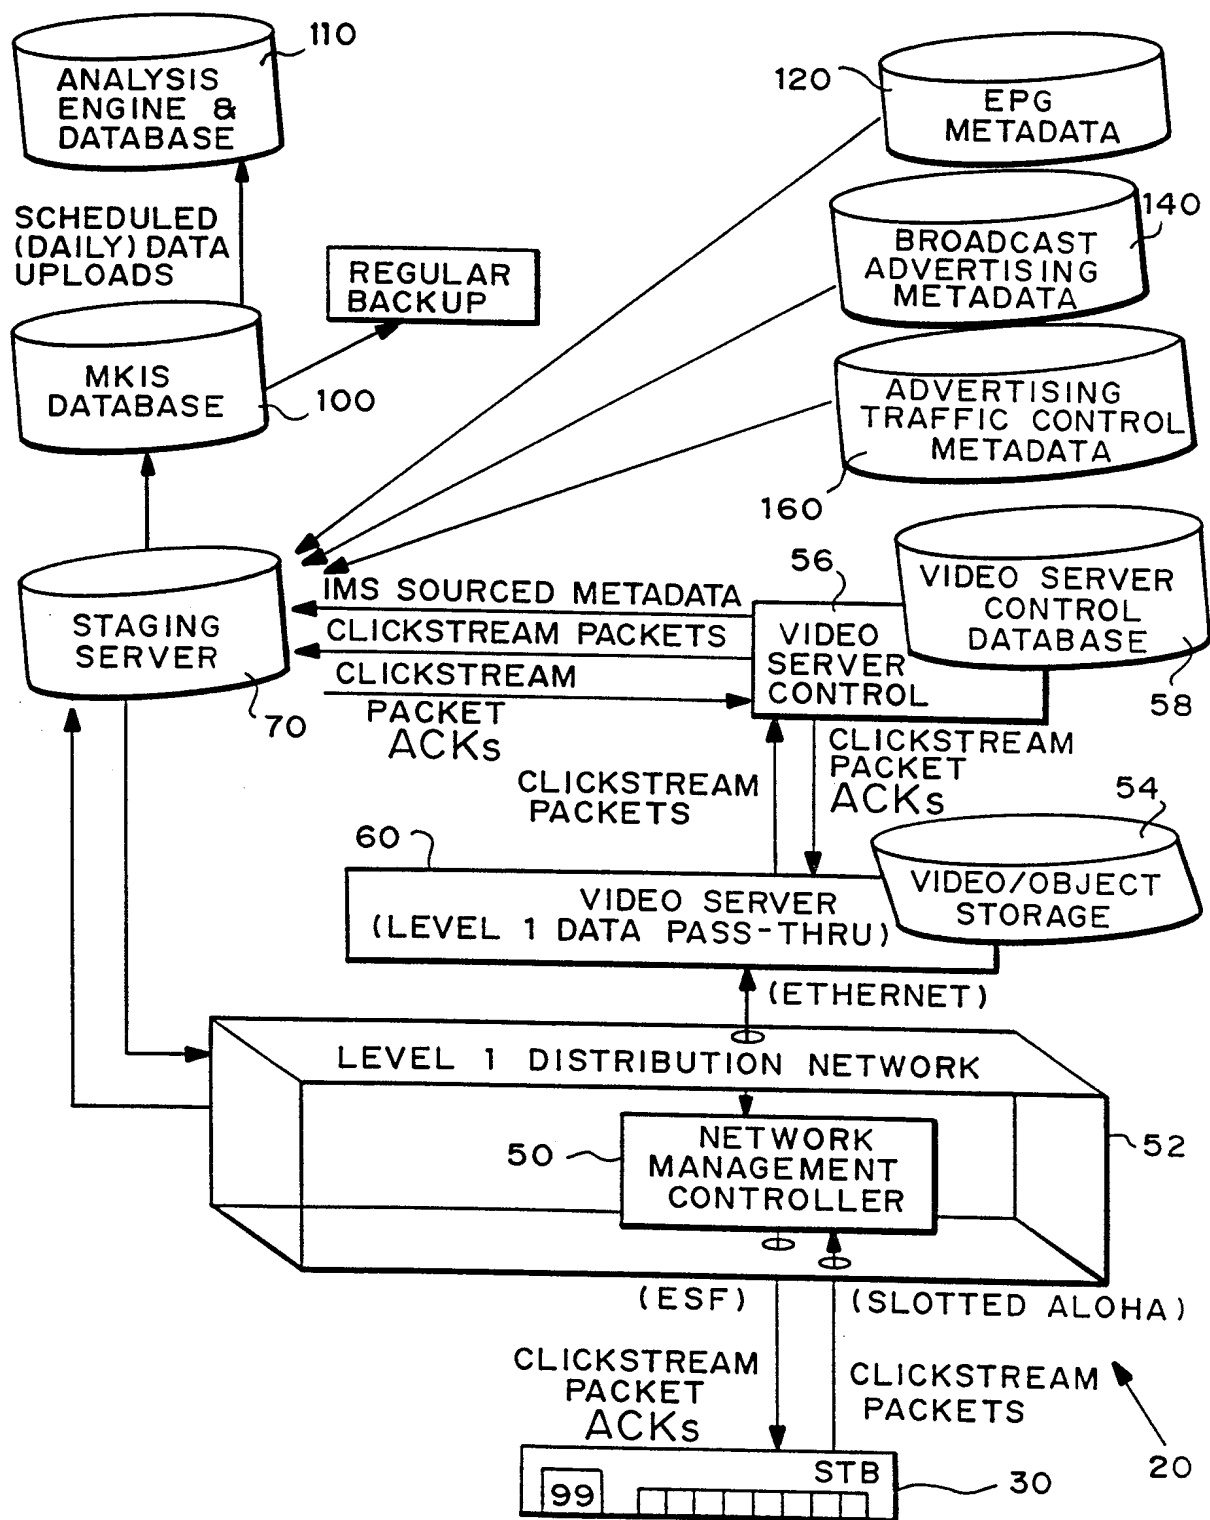 110
ANALYSIS
ENGINE &
DATABASE
120
EPG
METADATA
SCHEDULED
(DAILY) DATA
UPLOADS
140
BROADCAST
ADVERTISING
METADATA
REGULAR
BACKUP
MKIS
DATABASE
100
ADVERTISING
TRAFFIC CONTROL
METADATA
160
56
VIDEO SERVER
CONTROL
DATABASE
58
IMS SOURCED METADATA
CLICKSTREAM PACKETS
CLICKSTREAM
PACKET
ACKs
STAGING
SERVER
70
VIDEO
SERVER
CONTROL
CLICKSTREAM
PACKETS
CLICKSTREAM
PACKET
ACKs
54
60
VIDEO SERVER
(LEVEL 1 DATA PASS-THRU)
VIDEO/OBJECT
STORAGE
(ETHERNET)
LEVEL 1 DISTRIBUTION NETWORK
50
NETWORK
MANAGEMENT
CONTROLLER
52
(ESF)
(SLOTTED ALOHA)
CLICKSTREAM
PACKET
ACKs
CLICKSTREAM
PACKETS
20
STB
99
30